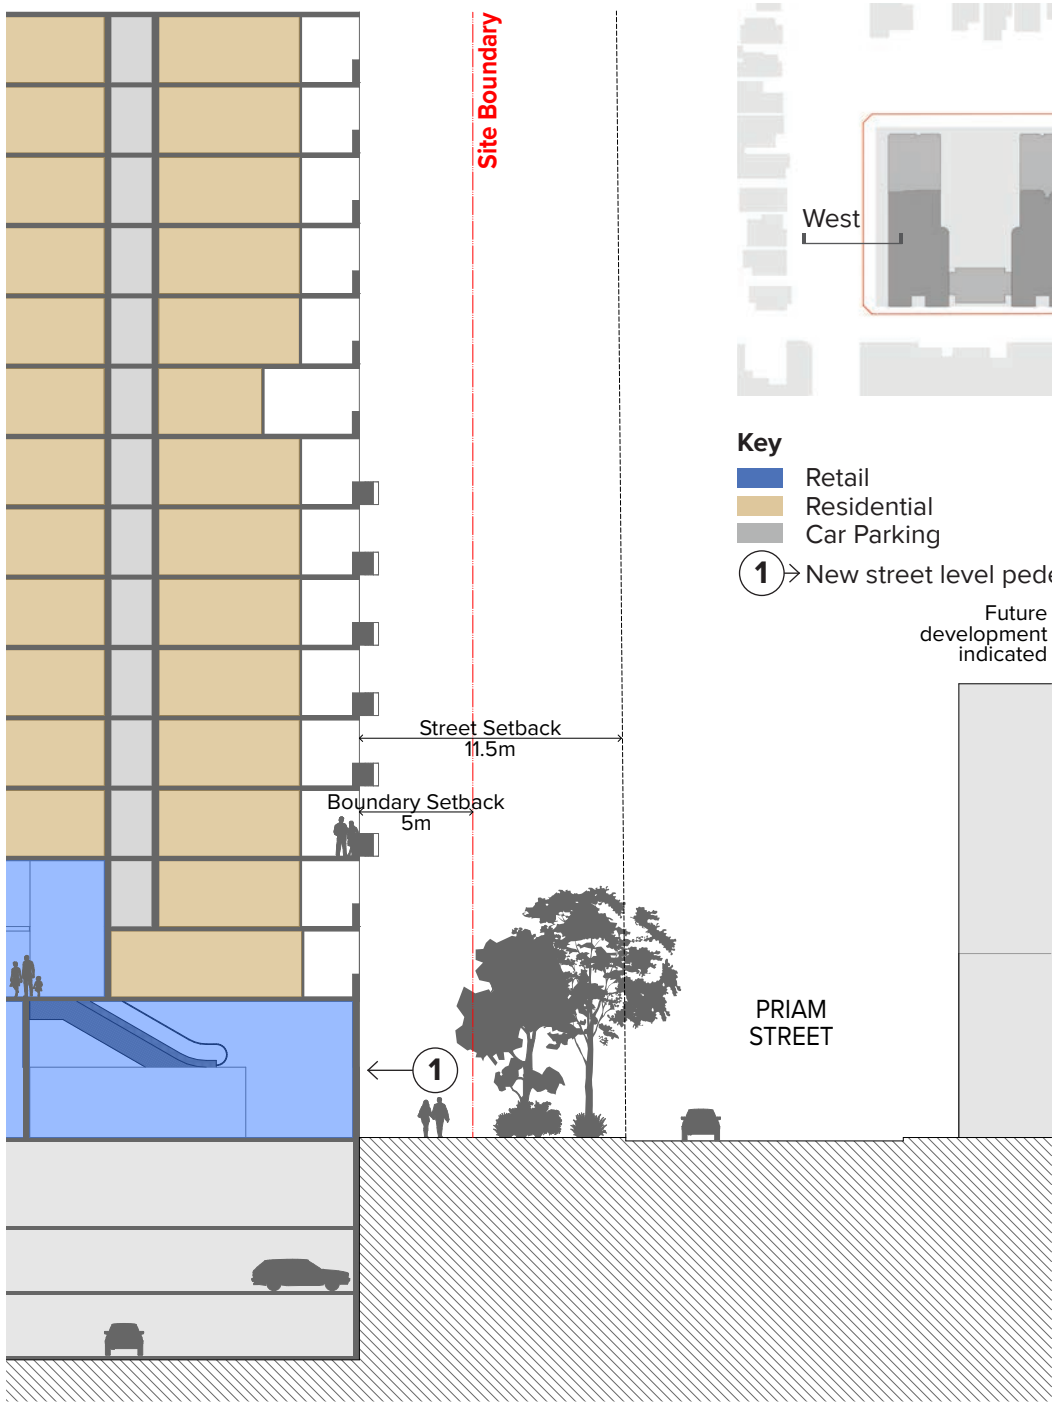 Site Boundary
West
Key
Retail
Residential
Car Parking
1 New street level
Future
development
indicated
Street Setback
11.5m
Boundary Setback
5m
PRIAM
STREET
1